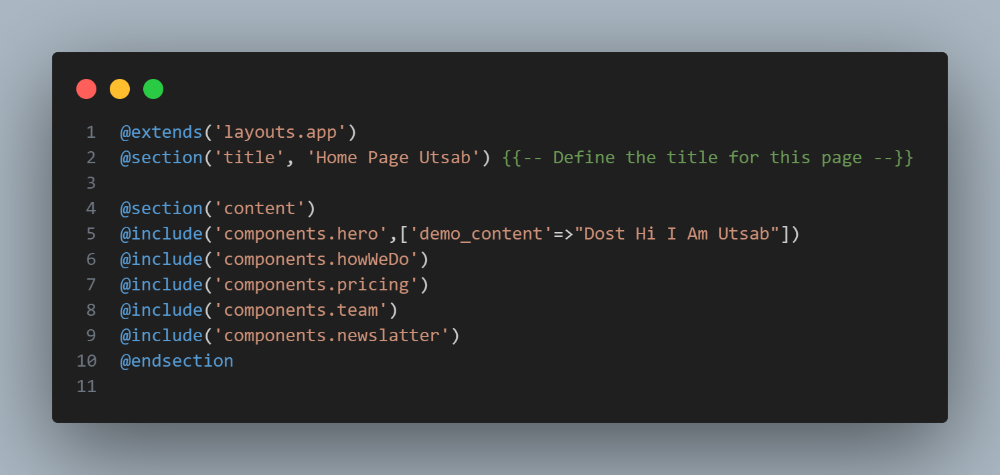 1 @extends('layouts.app')
2 @section('title', 'Home Page Utsab') {{-- Define the title for this page --}}
3
4 @section('content')
5 @include('components.hero',['demo_content'=>"Dost Hi I Am Utsab"])
6 @include('components.howWeDo')
7 @include('components.pricing')
8 @include('components.team')
9 @include('components.newslatter')
10 @endsection
11